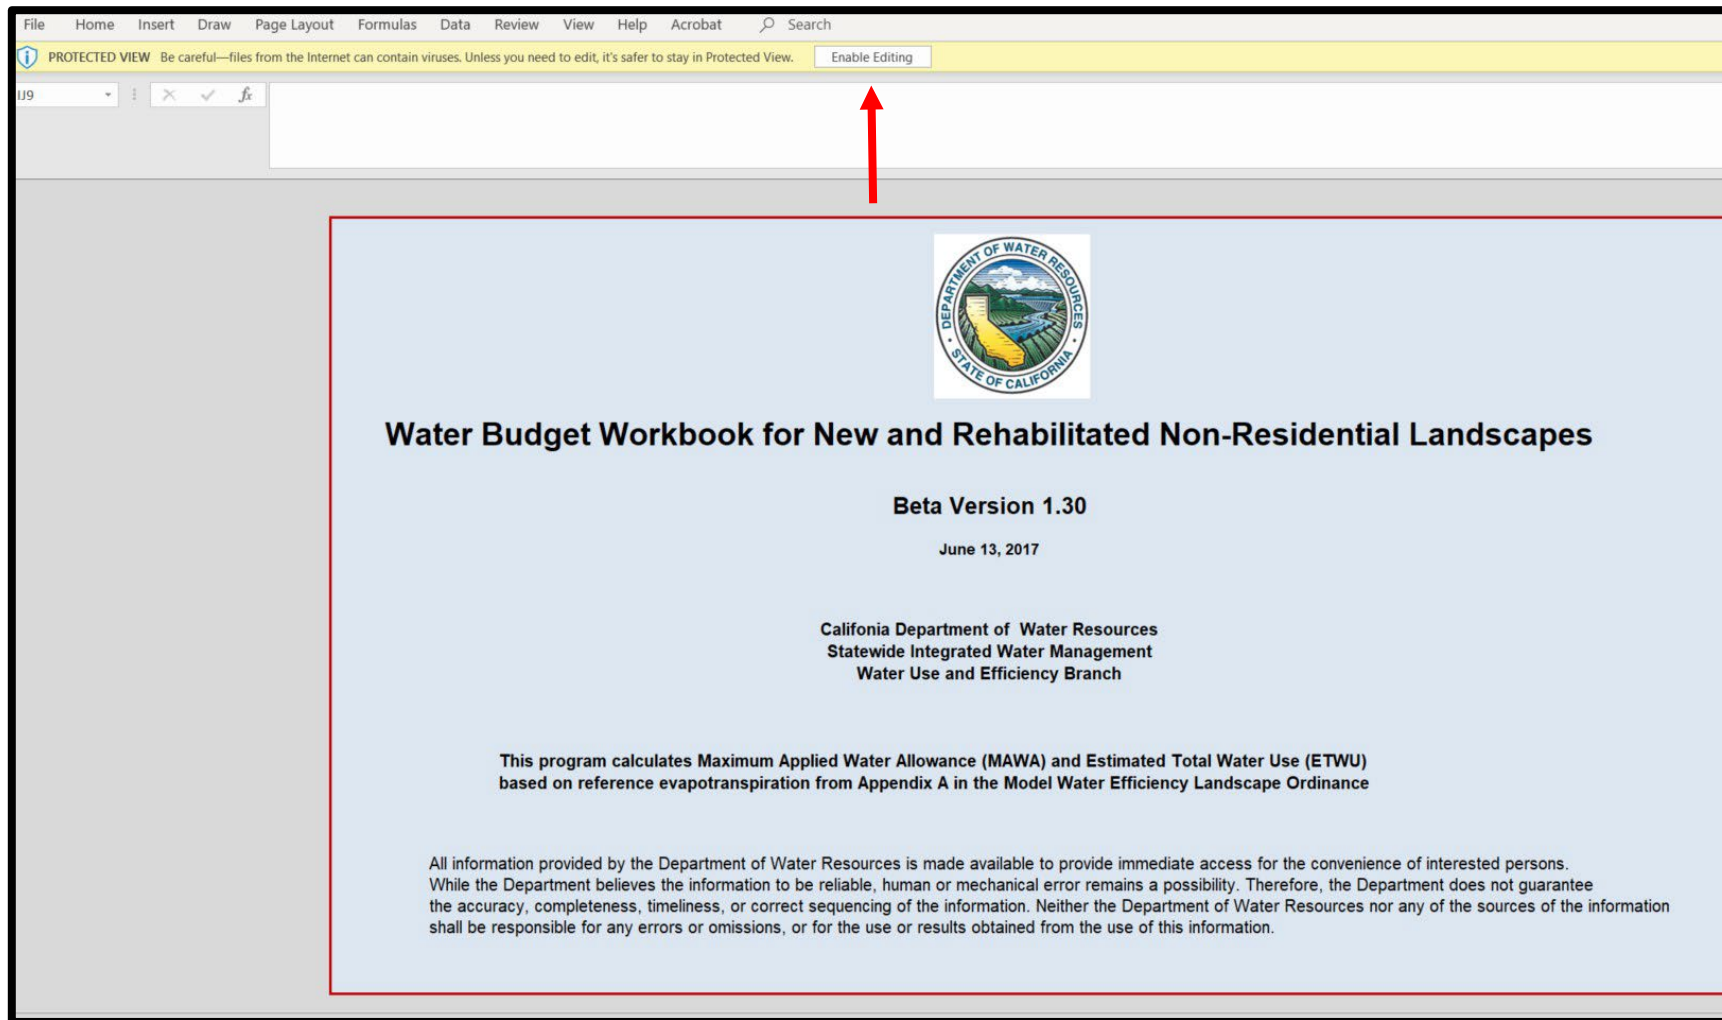 File Home Insert Draw Page Layout Formulas Data Review View Help Acrobat Search
PROTECTED VIEW Be careful—files from the Internet can contain viruses. Unless you need to edit, it's safer to stay in Protected View. Enable Editing
IJ9 fx
DEPARTMENT OF WATER RESOURCES
STATE OF CALIFORNIA
Water Budget Workbook for New and Rehabilitated Non-Residential Landscapes
Beta Version 1.30
June 13, 2017
Califonia Department of Water Resources
Statewide Integrated Water Management
Water Use and Efficiency Branch
This program calculates Maximum Applied Water Allowance (MAWA) and Estimated Total Water Use (ETWU)
based on reference evapotranspiration from Appendix A in the Model Water Efficiency Landscape Ordinance
All information provided by the Department of Water Resources is made available to provide immediate access for the convenience of interested persons.
While the Department believes the information to be reliable, human or mechanical error remains a possibility. Therefore, the Department does not guarantee
the accuracy, completeness, timeliness, or correct sequencing of the information. Neither the Department of Water Resources nor any of the sources of the information
shall be responsible for any errors or omissions, or for the use or results obtained from the use of this information.